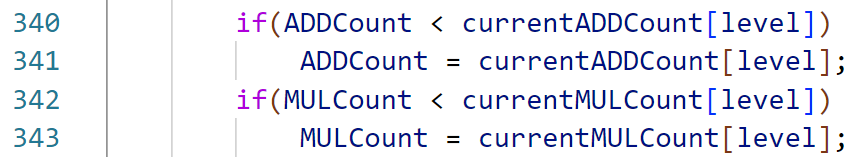 340 if(ADDCount < currentADDCount[level])
341 ADDCount = currentADDCount[level];
342 if(MULCount < currentMULCount[level])
343 MULCount = currentMULCount[level];